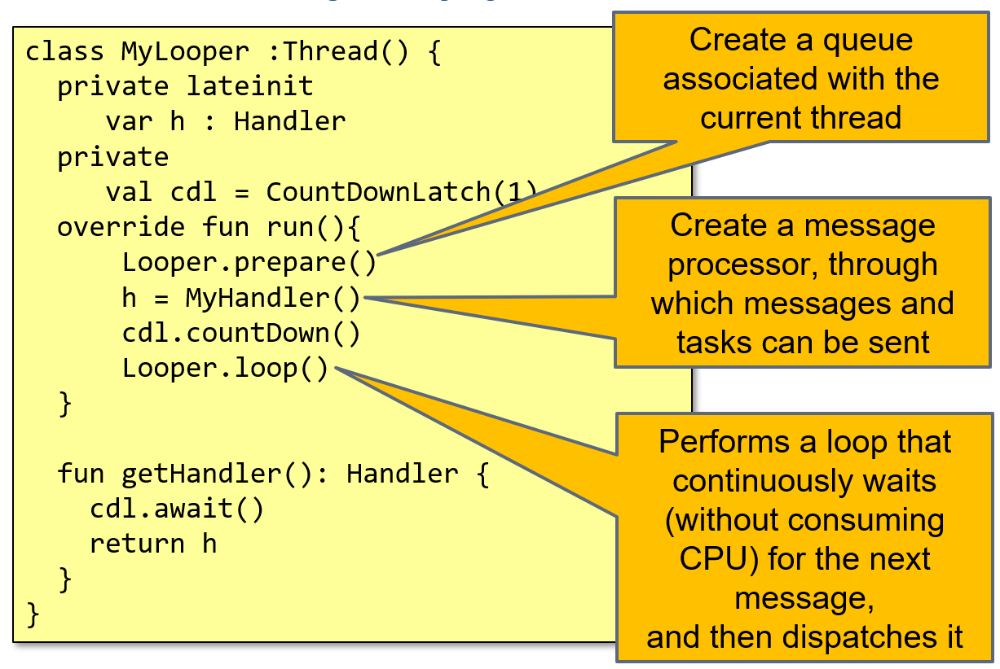 class MyLooper :Thread() {
private lateinit
var h : Handler
private
val cdl = CountDownLatch(1)
override fun run(){
Looper.prepare()
h = MyHandler()
cdl.countDown()
Looper.loop()
}
fun getHandler(): Handler {
cdl.await()
return h
}
}
Create a queue
associated with the
current thread
Create a message
processor, through
which messages and
tasks can be sent
Performs a loop that
continuously waits
(without consuming
CPU) for the next
message,
and then dispatches it